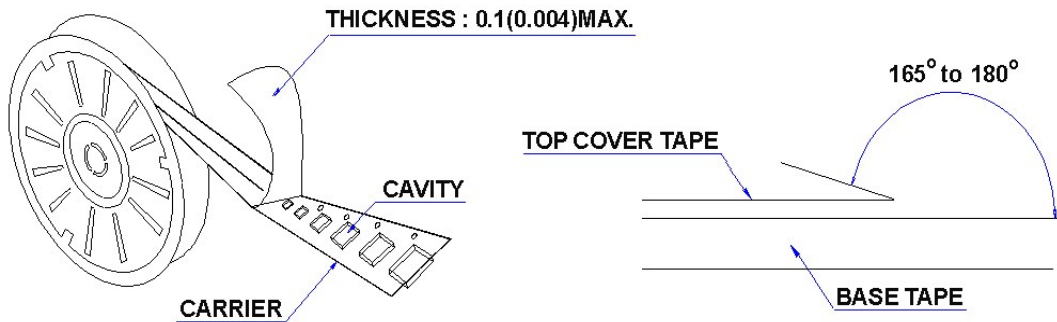 THICKNESS : 0.1(0.004)MAX.
165° to 180°
TOP COVER TAPE
CAVITY
CARRIER
BASE TAPE